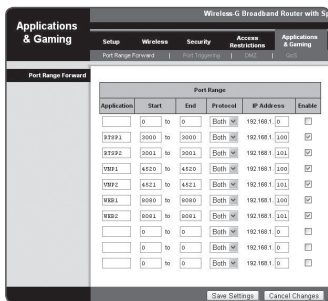 Wireless-G Broadband Router with Sp
Applications & Gaming
Setup Wireless Security Access Restrictions Applications & Gaming
Port Range Forward | Port Triggering | DMZ | QoS
Port Range Forward
Port Range
Application Start End Protocol IP Address Enable
0 to 0 Both 192.168.1. 0
RTSP1 3000 to 3000 Both 192.168.1. 100
RTSP2 3001 to 3001 Both 192.168.1. 101
VNP1 4520 to 4520 Both 192.168.1. 100
VNP2 4521 to 4521 Both 192.168.1. 101
WEB1 8080 to 8080 Both 192.168.1. 100
WEB2 8081 to 8081 Both 192.168.1. 101
0 to 0 Both 192.168.1. 0
0 to 0 Both 192.168.1. 0
0 to 0 Both 192.168.1. 0
Save Settings Cancel Changes